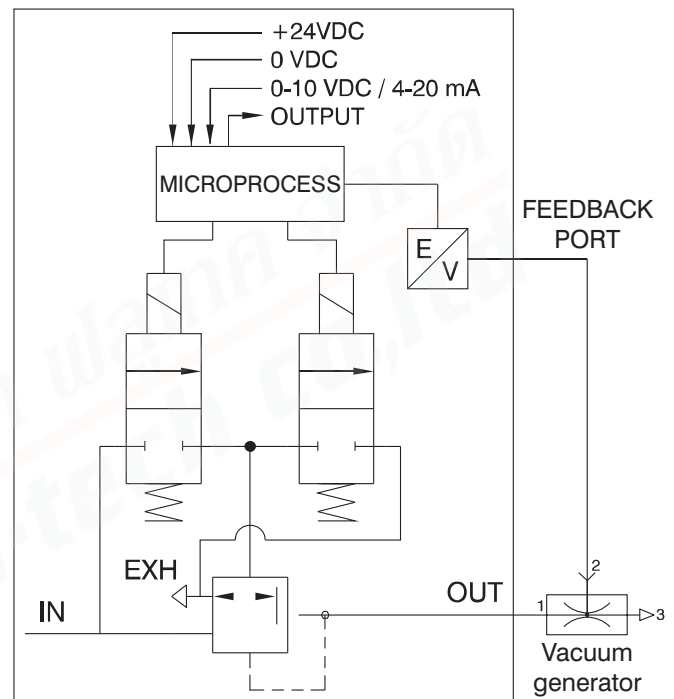 +24VDC
0 VDC
0-10 VDC / 4-20 mA
OUTPUT
MICROPROCESS
E
V
FEEDBACK
PORT
EXH
IN
OUT
1
2
3
Vacuum
generator